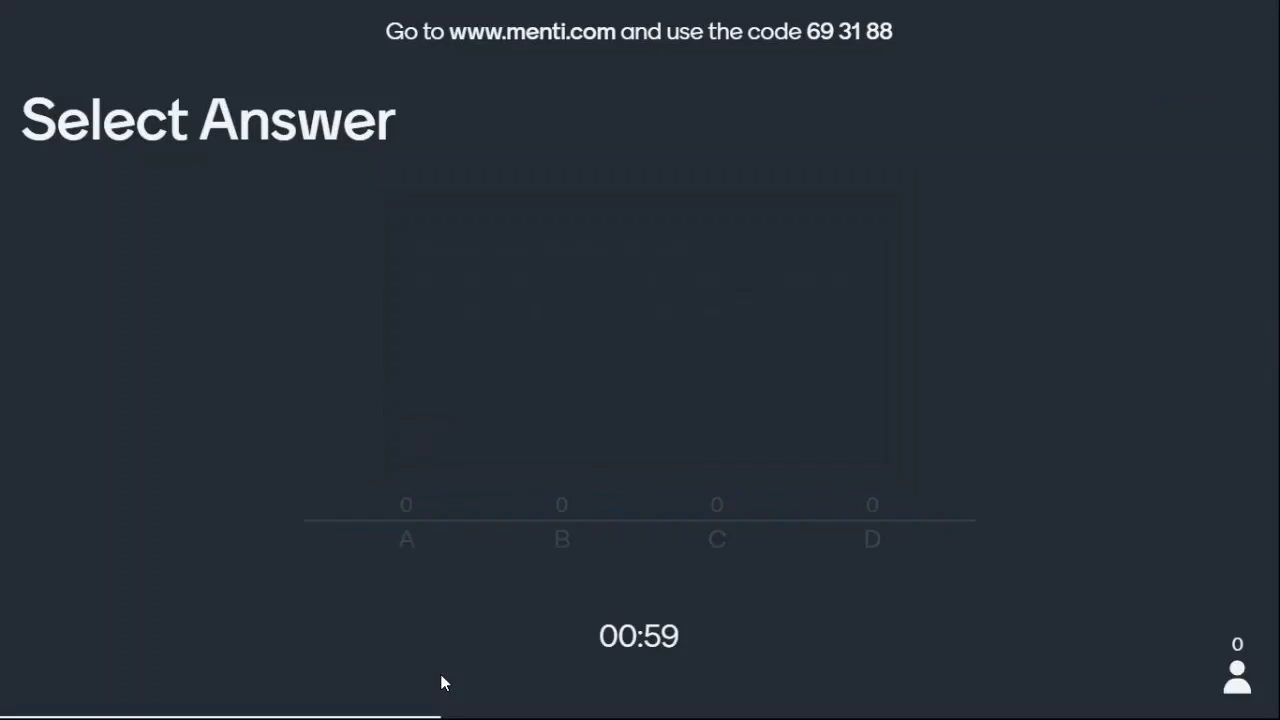 Go to www.menti.com and use the code 69 31 88
Select Answer
0 0 0 0
A B C D
00:59
0